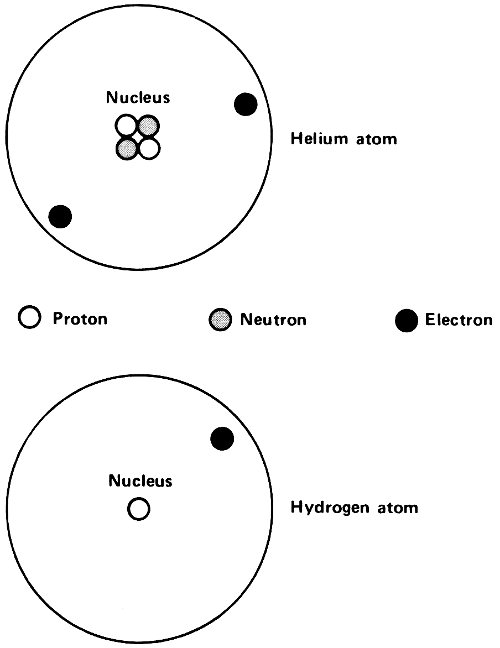 Nucleus
Helium atom
Proton
Neutron
Electron
Nucleus
Hydrogen atom